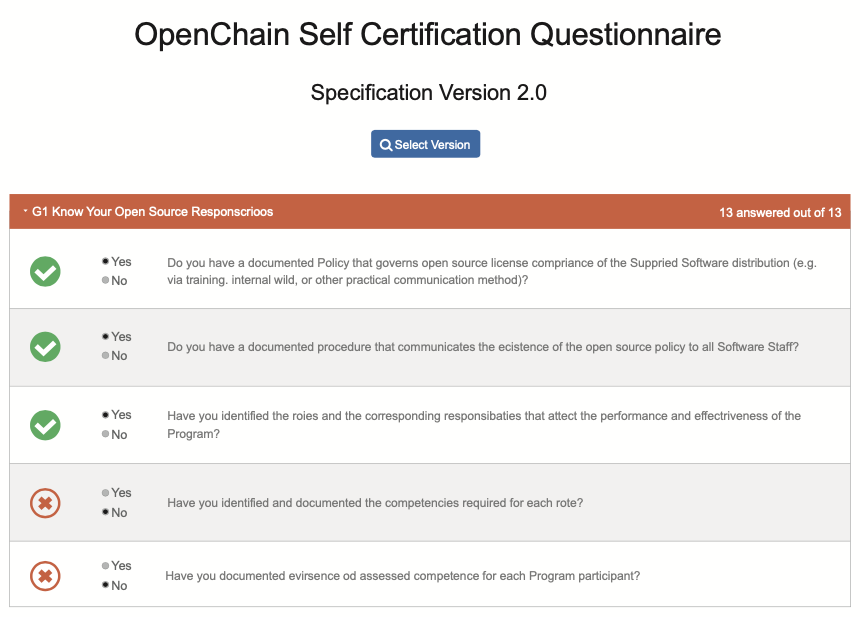 OpenChain Self Certification Questionnaire
Specification Version 2.0
Select Version
G1 Know Your Open Source Responscrioos
13 answered out of 13
Yes
No
Do you have a documented Policy that governs open source license compriance of the Suppried Software distribution (e.g.
via training. internal wild, or other practical communication method)?
Yes
No
Do you have a documented procedure that communicates the ecistence of the open source policy to all Software Staff?
Yes
No
Have you identified the roies and the corresponding responsibaties that attect the performance and effectriveness of the
Program?
Yes
No
Have you identified and documented the competencies required for each rote?
Yes
No
Have you documented evirsence od assessed competence for each Program participant?